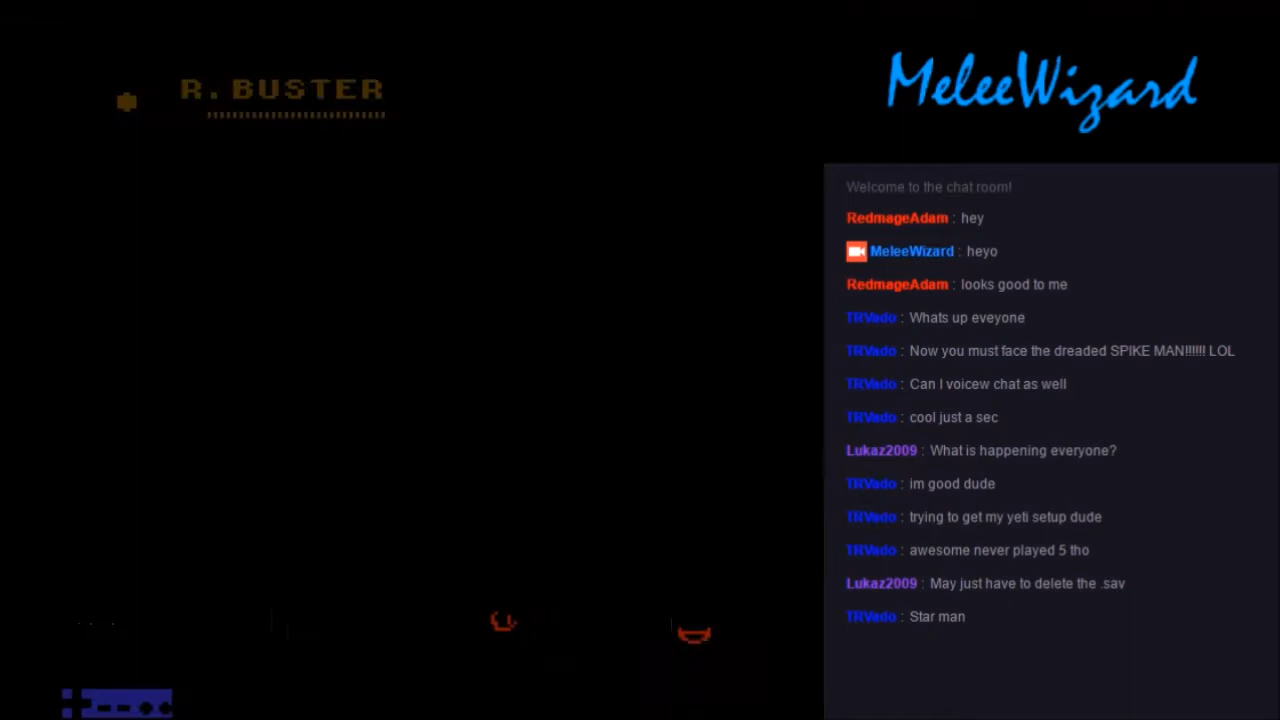 R.BUSTER
MeleeWizard
Welcome to the chat room!
RedmageAdam : hey
MeleeWizard : heyo
RedmageAdam : looks good to me
TRVado : Whats up eveyone
TRVado : Now you must face the dreaded SPIKE MAN!!!!!! LOL
TRVado : Can I voicew chat as well
TRVado : cool just a sec
Lukaz2009 : What is happening everyone?
TRVado : im good dude
TRVado : trying to get my yeti setup dude
TRVado : awesome never played 5 tho
Lukaz2009 : May just have to delete the .sav
TRVado : Star man